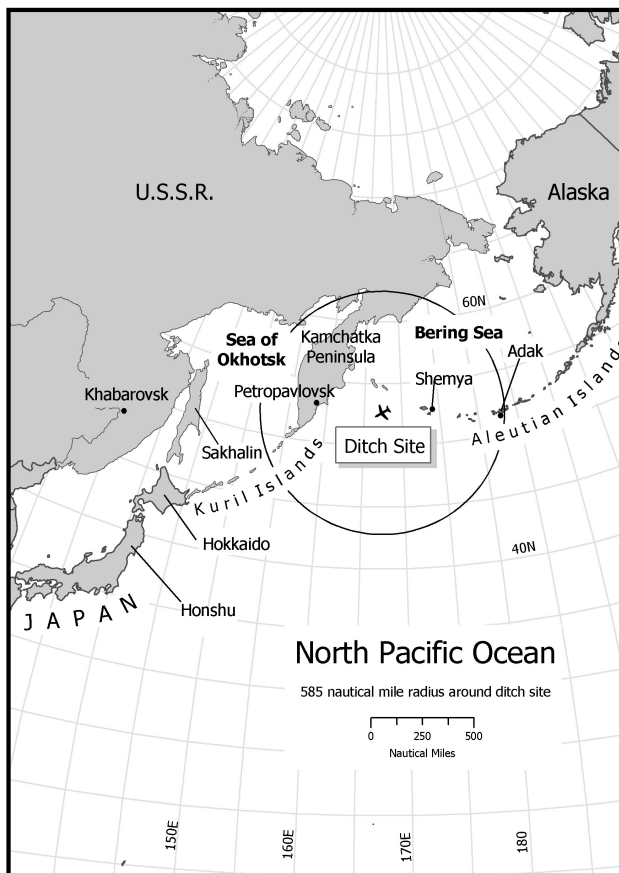 U.S.S.R.
Alaska
60N
Sea of
Okhotsk
Kamchatka
Peninsula
Bering Sea
Adak
Shemya
Khabarovsk
Petropavlovsk
Aleutian Islands
Sakhalin
Ditch Site
Kuril Islands
Hokkaido
40N
Honshu
JAPAN
North Pacific Ocean
585 nautical mile radius around ditch site
0 250 500
Nautical Miles
150E
160E
170E
180